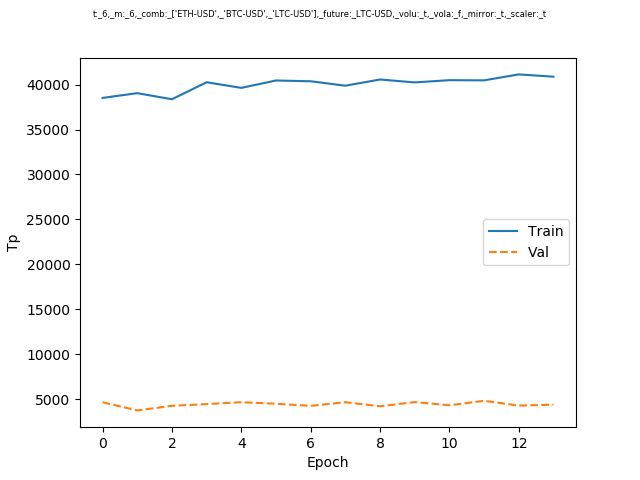 t:_6,_m:_6,_comb:_['ETH-USD',_'BTC-USD',_'LTC-USD'],_future:_LTC-USD,_volu:_t,_vola:_f,_mirror:_t,_scaler:_t
40000
35000
30000
25000
20000
15000
10000
5000
Tp
Train
Val
0 2 4 6 8 10 12
Epoch